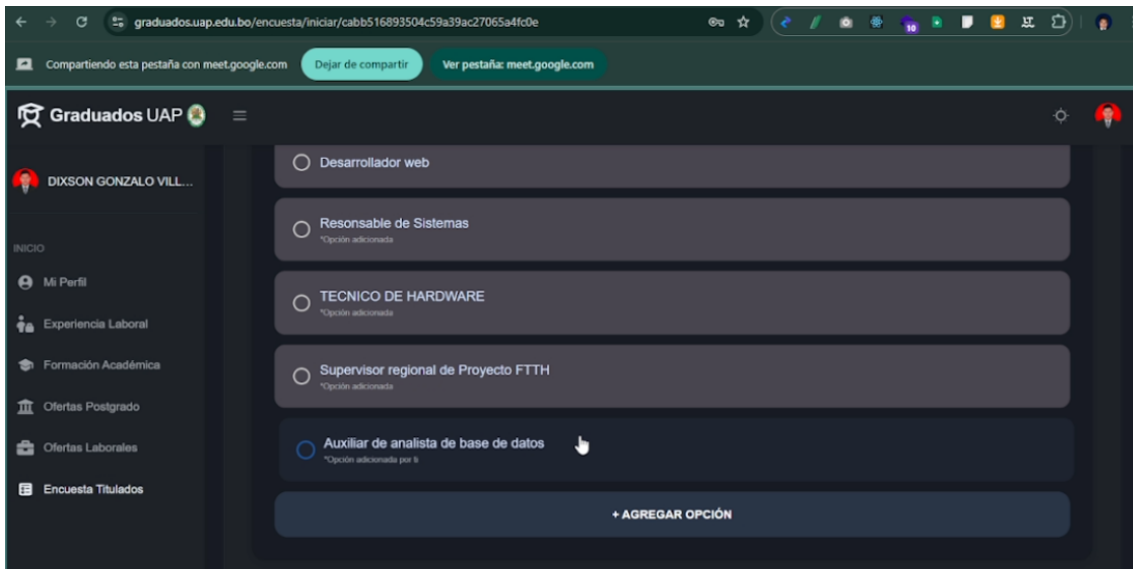 graduados.uap.edu.bo/encuesta/iniciar/cabb516893504c59a39ac27065a4fc0e
10
Compartiendo esta pestaña con meet.google.com
Dejar de compartir
Ver pestaña: meet.google.com
Graduados UAP
DIXSON GONZALO VILL...
INICIO
Mi Perfil
Experiencia Laboral
Formación Académica
Ofertas Postgrado
Ofertas Laborales
Encuesta Titulados
Desarrollador web
Resonsable de Sistemas
*Opción adicionada
TECNICO DE HARDWARE
*Opción adicionada
Supervisor regional de Proyecto FTTH
*Opción adicionada
Auxiliar de analista de base de datos
*Opción adicionada por ti
+ AGREGAR OPCIÓN